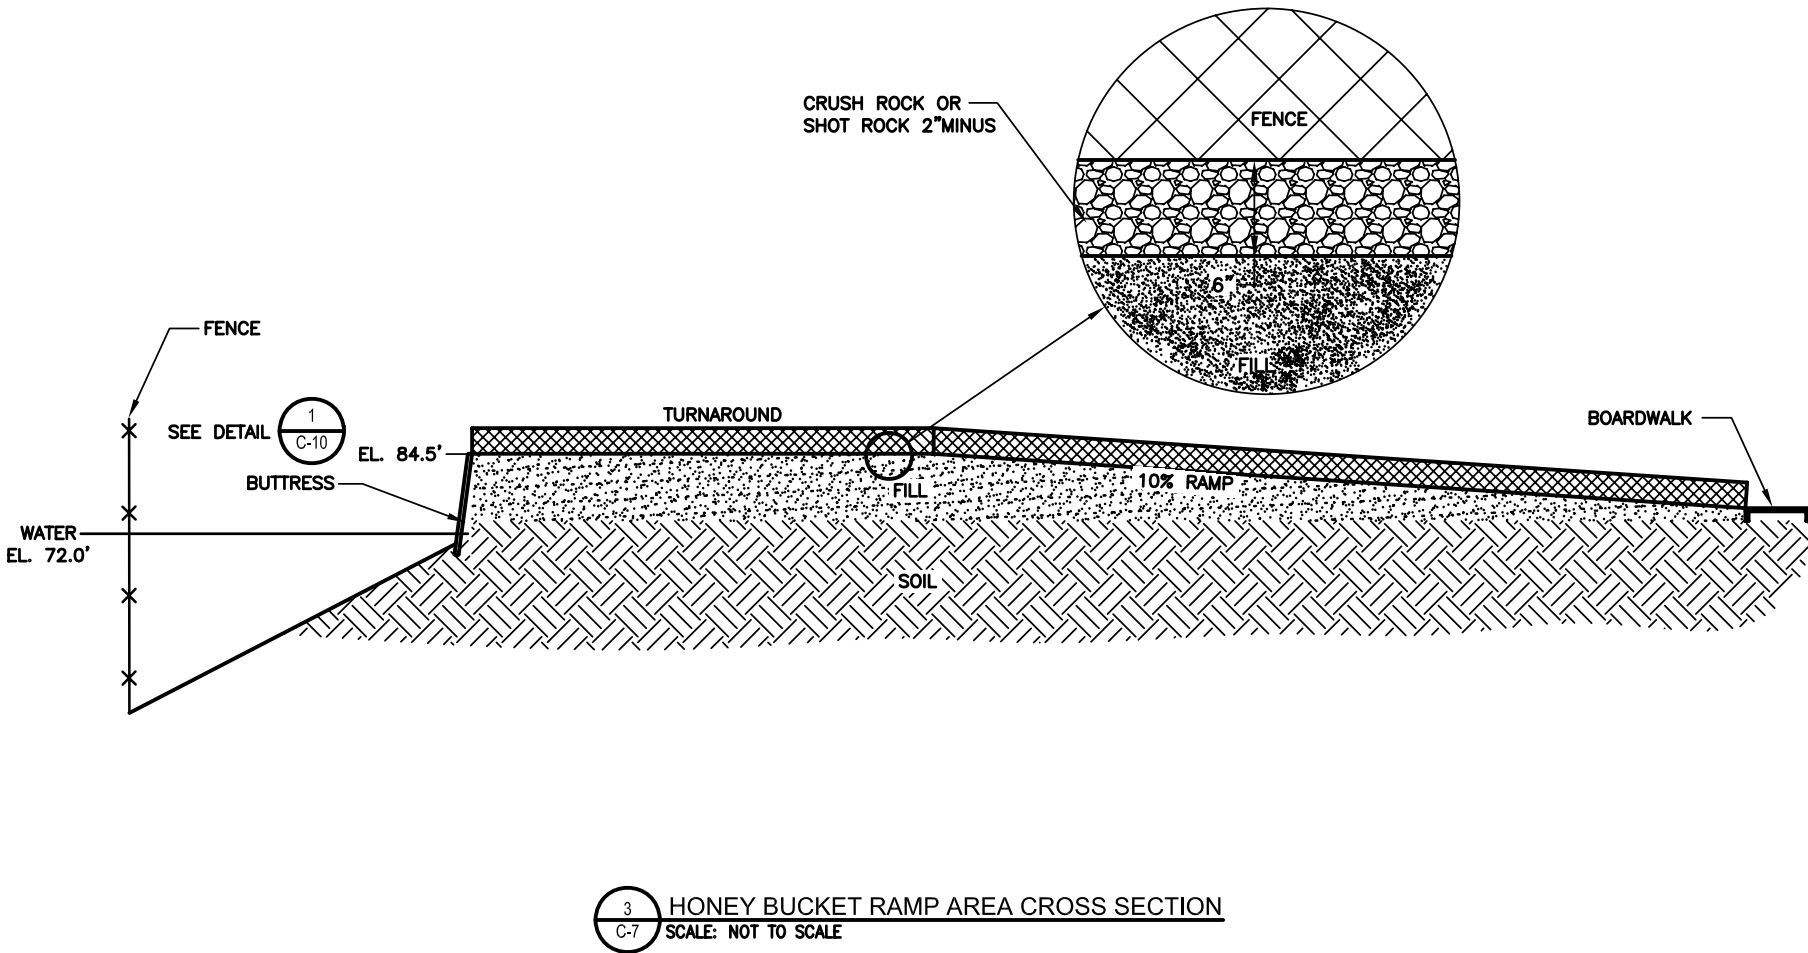 CRUSH ROCK OR
SHOT ROCK 2"MINUS
FENCE
6"
FILL
FENCE
SEE DETAIL
1
C-10
TURNAROUND
BOARDWALK
EL. 84.5'
BUTTRESS
FILL
10% RAMP
WATER
EL. 72.0'
SOIL
3
C-7
HONEY BUCKET RAMP AREA CROSS SECTION
SCALE: NOT TO SCALE